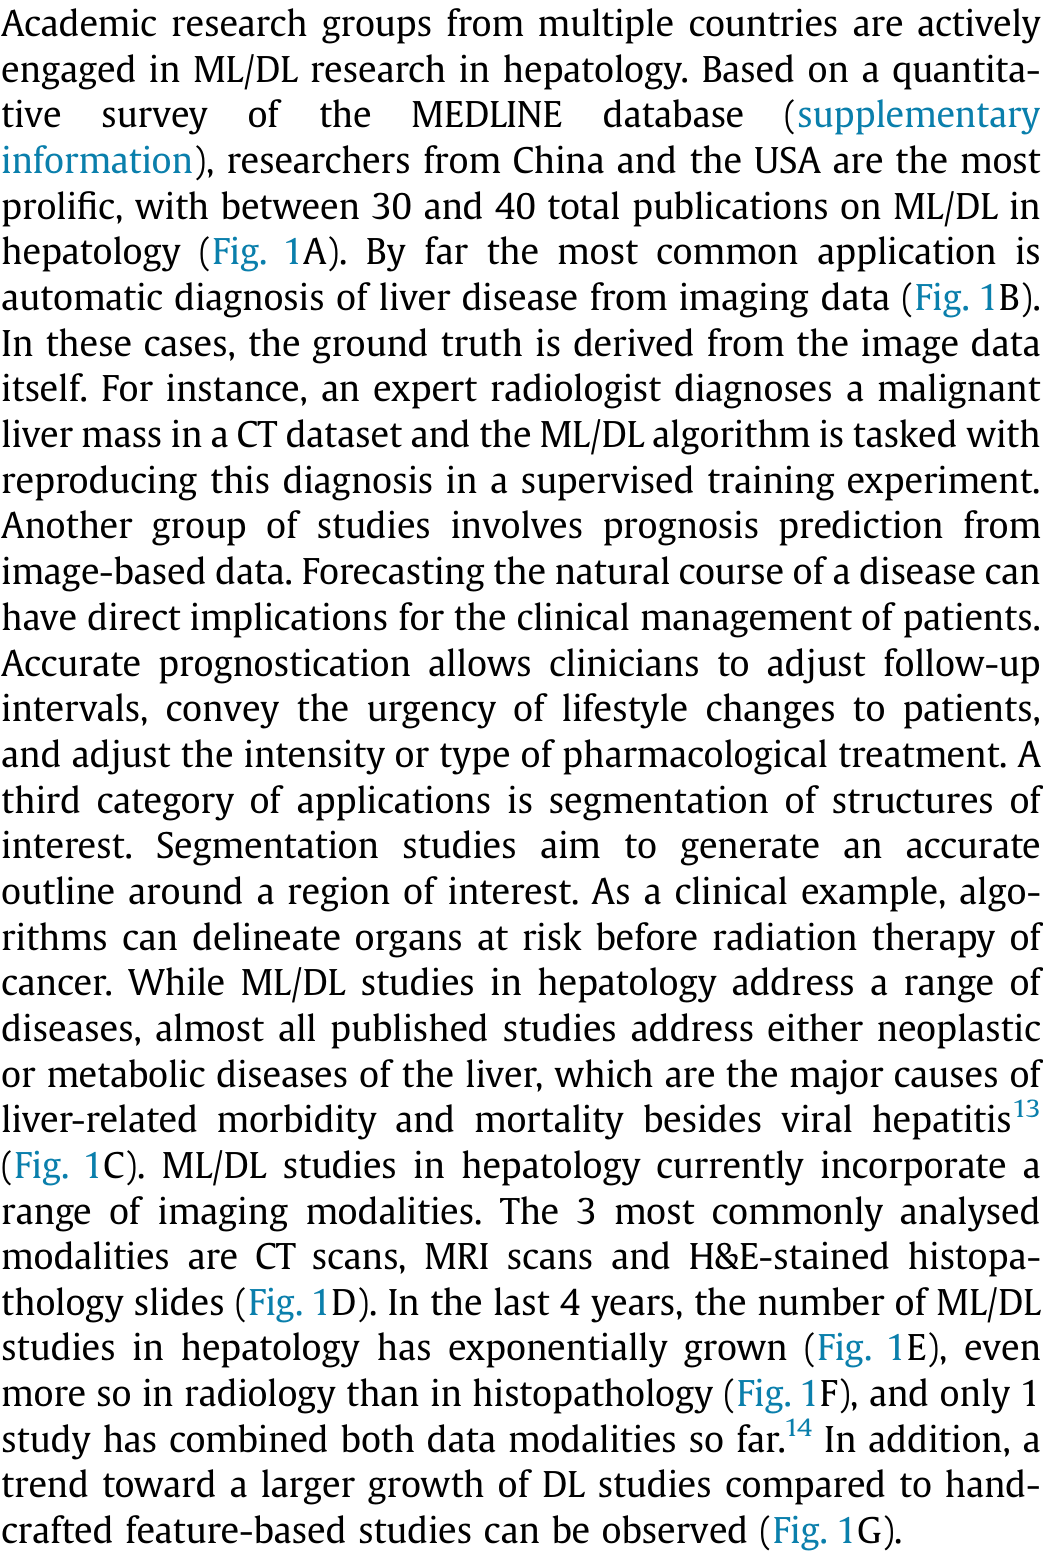 Academic research groups from multiple countries are actively
engaged in ML/DL research in hepatology. Based on a quantita-
tive survey of the MEDLINE database (supplementary
information), researchers from China and the USA are the most
prolific, with between 30 and 40 total publications on ML/DL in
hepatology (Fig. 1A). By far the most common application is
automatic diagnosis of liver disease from imaging data (Fig. 1B).
In these cases, the ground truth is derived from the image data
itself. For instance, an expert radiologist diagnoses a malignant
liver mass in a CT dataset and the ML/DL algorithm is tasked with
reproducing this diagnosis in a supervised training experiment.
Another group of studies involves prognosis prediction from
image-based data. Forecasting the natural course of a disease can
have direct implications for the clinical management of patients.
Accurate prognostication allows clinicians to adjust follow-up
intervals, convey the urgency of lifestyle changes to patients,
and adjust the intensity or type of pharmacological treatment. A
third category of applications is segmentation of structures of
interest. Segmentation studies aim to generate an accurate
outline around a region of interest. As a clinical example, algo-
rithms can delineate organs at risk before radiation therapy of
cancer. While ML/DL studies in hepatology address a range of
diseases, almost all published studies address either neoplastic
or metabolic diseases of the liver, which are the major causes of
liver-related morbidity and mortality besides viral hepatitis13
(Fig. 1C). ML/DL studies in hepatology currently incorporate a
range of imaging modalities. The 3 most commonly analysed
modalities are CT scans, MRI scans and H&E-stained histopa-
thology slides (Fig. 1D). In the last 4 years, the number of ML/DL
studies in hepatology has exponentially grown (Fig. 1E), even
more so in radiology than in histopathology (Fig. 1F), and only 1
study has combined both data modalities so far.14 In addition, a
trend toward a larger growth of DL studies compared to hand-
crafted feature-based studies can be observed (Fig. 1G).